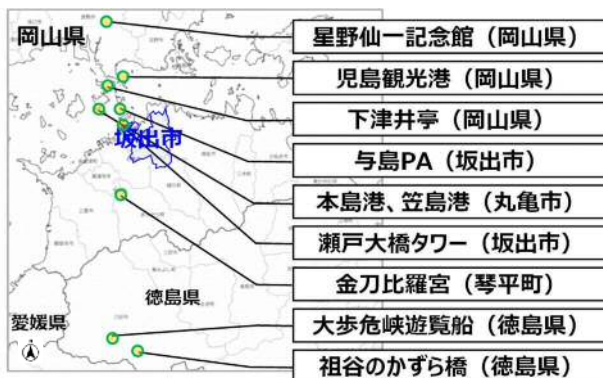 岡山県
坂出市
徳島県
愛媛県
星野仙一記念館（岡山県）
児島観光港（岡山県）
下津井亭（岡山県）
与島PA（坂出市）
本島港、笠島港（丸亀市）
瀬戸大橋タワー（坂出市）
金刀比羅宮（琴平町）
大歩危峡遊覧船（徳島県）
祖谷のかずら橋（徳島県）